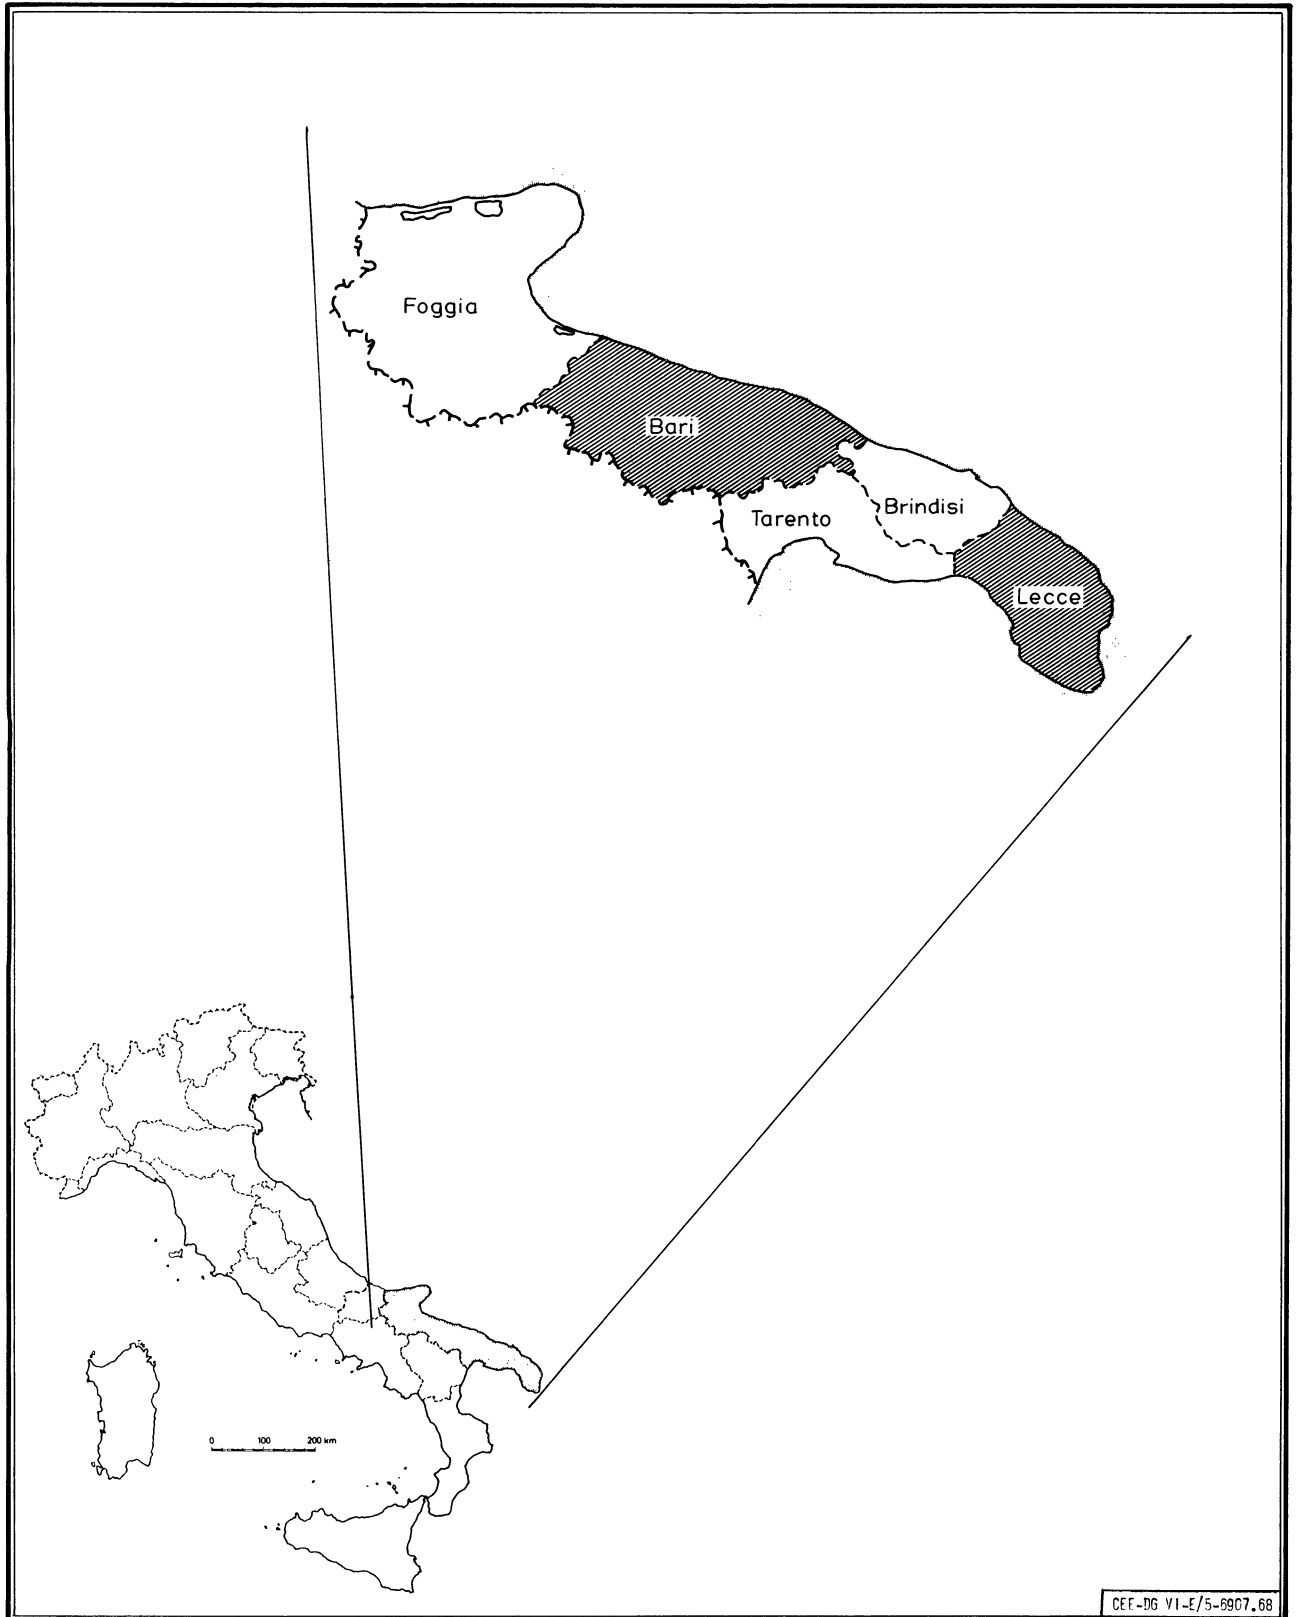 Foggia
Bari
Brindisi
Tarento
Lecce
0 100 200 km
CEE-DG VI-E/5-6907.68